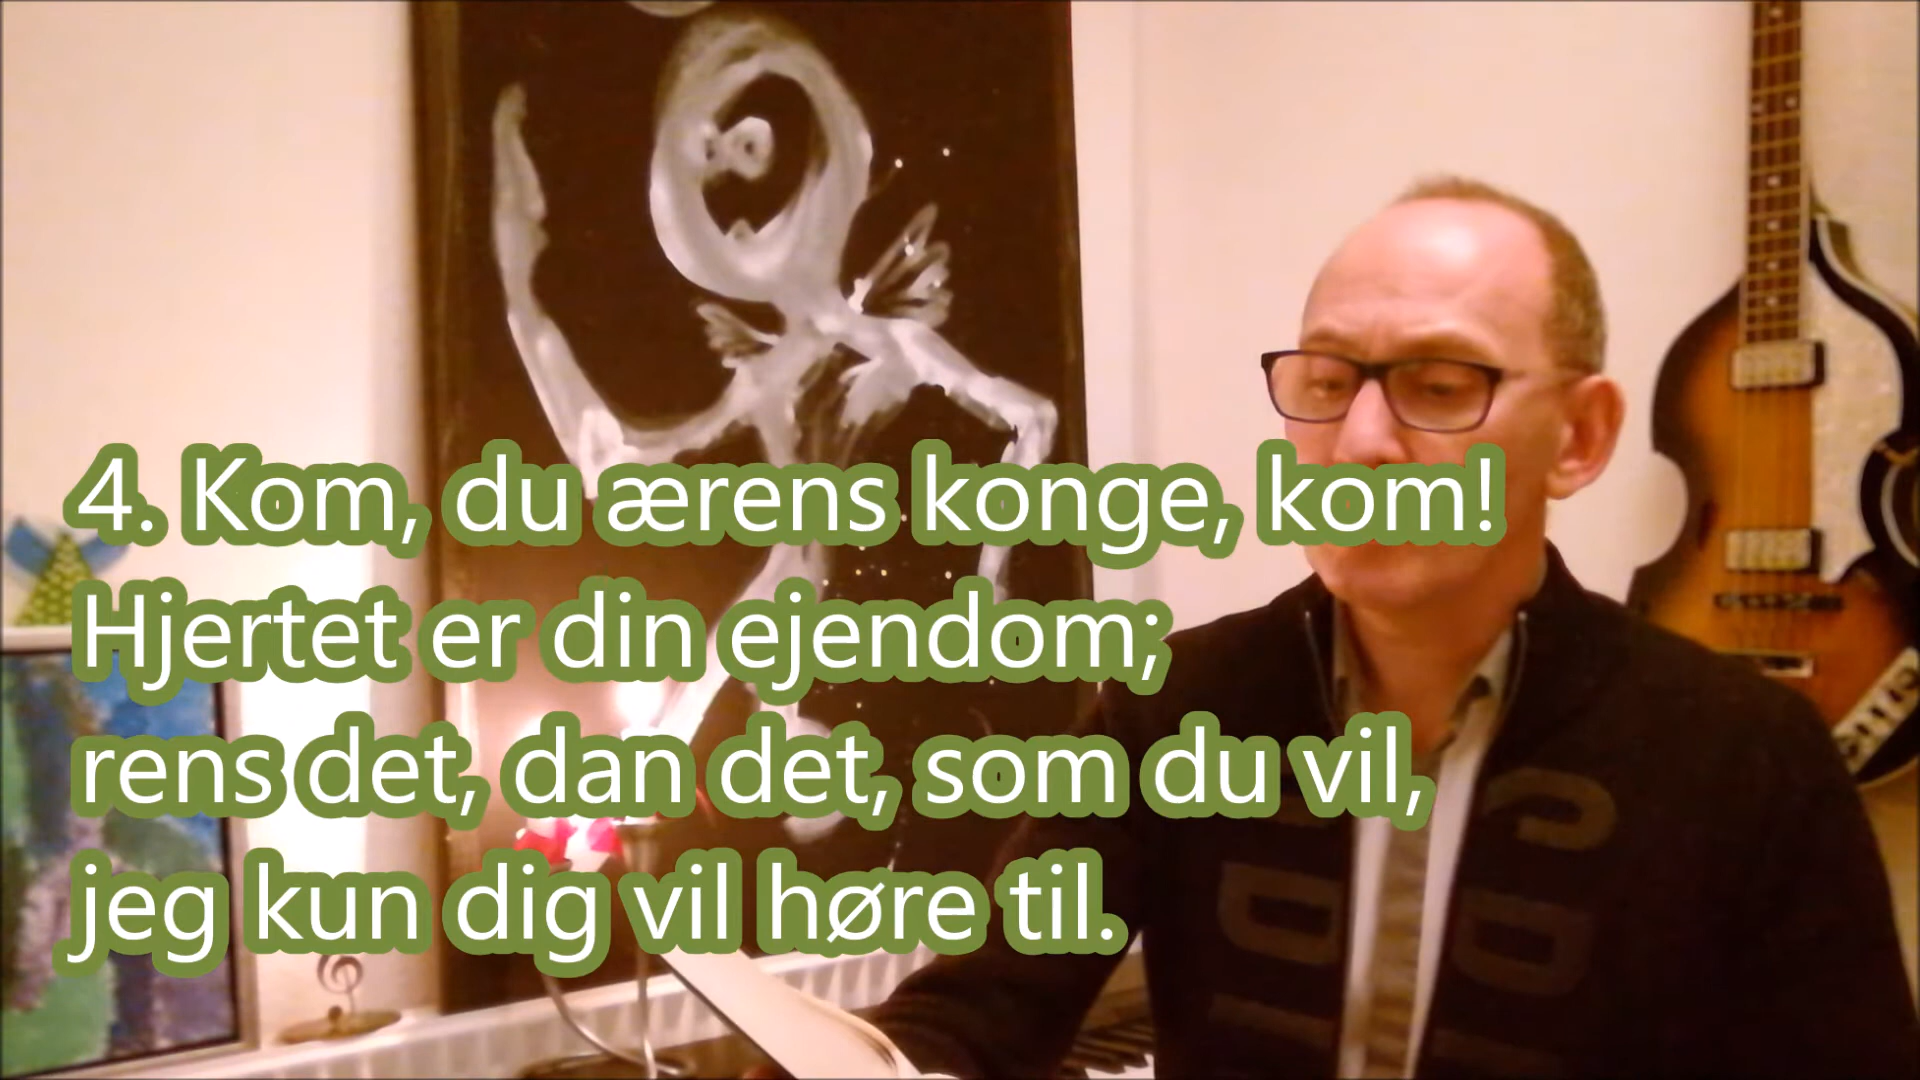 4. Kom, du ærens konge, kom!
Hjertet er din ejendom;
rens det, dan det, som du vil,
jeg kun dig vil høre til.